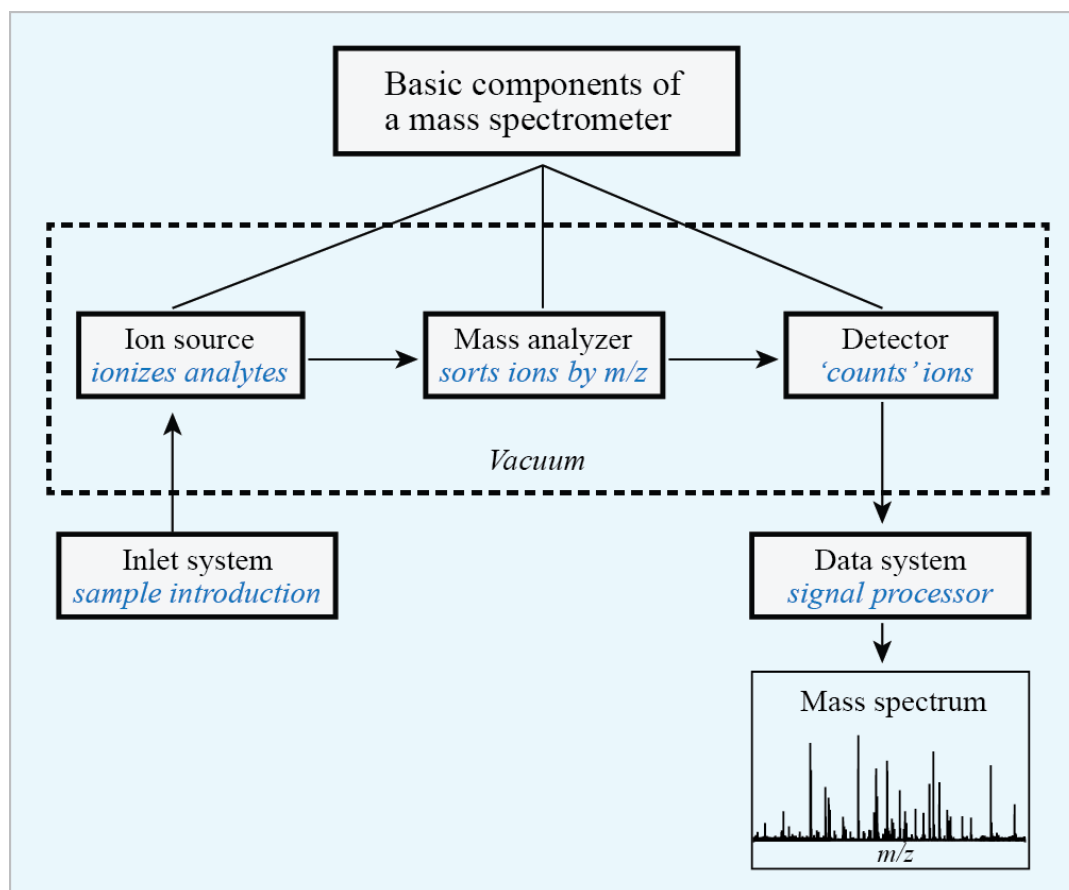 Basic components of
a mass spectrometer
Ion source
ionizes analytes
Mass analyzer
sorts ions by m/z
Detector
‘counts’ ions
Vacuum
Inlet system
sample introduction
Data system
signal processor
Mass spectrum
m/z